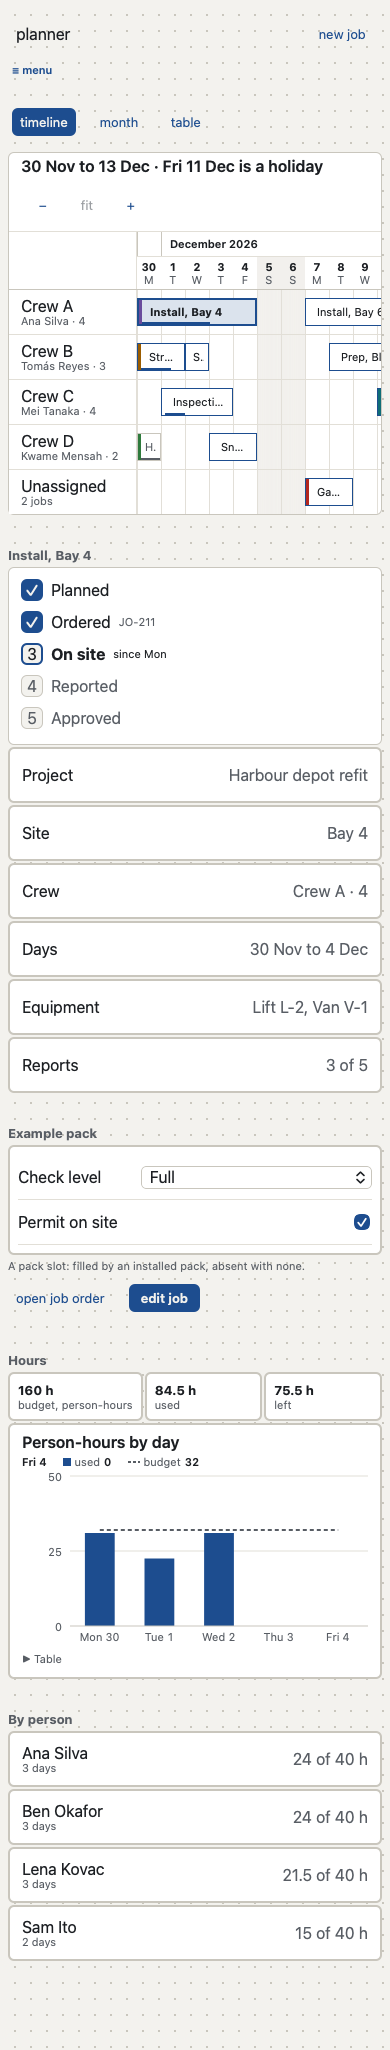 planner
new job
≡ menu
timeline
month
table
30 Nov to 13 Dec · Fri 11 Dec is a holiday
−
fit
+
December 2026
30 1 2 3 4 5 6 7 8 9
M T W T F S S M T W
Crew A
Ana Silva · 4
Install, Bay 4
Install, Bay 6
Crew B
Tomás Reyes · 3
Str…
S.
Prep, Bl
Crew C
Mei Tanaka · 4
Inspecti…
Crew D
Kwame Mensah · 2
H.
Sn…
Unassigned
2 jobs
Ga…
Install, Bay 4
Planned
Ordered JO-211
3 On site since Mon
4 Reported
5 Approved
Project Harbour depot refit
Site Bay 4
Crew Crew A · 4
Days 30 Nov to 4 Dec
Equipment Lift L-2, Van V-1
Reports 3 of 5
Example pack
Check level Full
Permit on site
A pack slot: filled by an installed pack, absent with none.
open job order
edit job
Hours
160 h
budget, person-hours
84.5 h
used
75.5 h
left
Person-hours by day
Fri 4 used 0 budget 32
50
25
0
Mon 30 Tue 1 Wed 2 Thu 3 Fri 4
▶ Table
By person
Ana Silva
3 days
24 of 40 h
Ben Okafor
3 days
24 of 40 h
Lena Kovac
3 days
21.5 of 40 h
Sam Ito
2 days
15 of 40 h